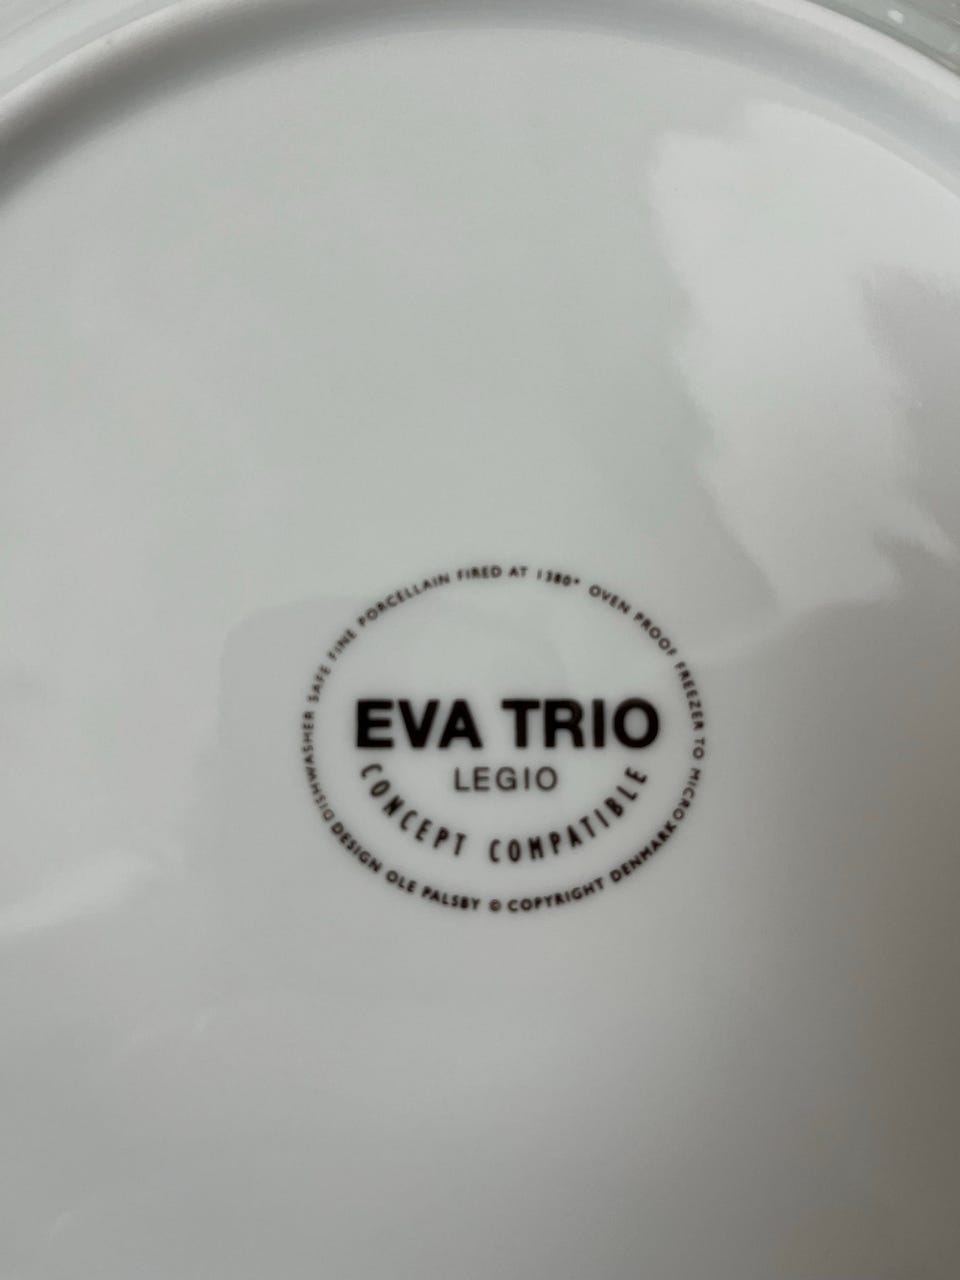 DISHWASHER SAFE FINE PORCELLAIN FIRED AT 1380° OVEN PROOF FREEZER TO MICRO
EVA TRIO
LEGIO
CONCEPT COMPATIBLE
DESIGN OLE PALSBY © COPYRIGHT DENMARK